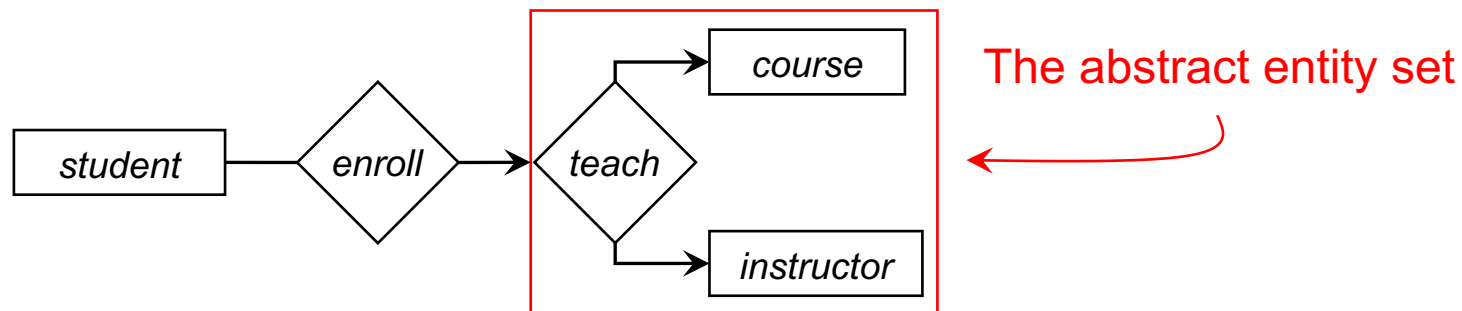 course
The abstract entity set
student
enroll
teach
instructor